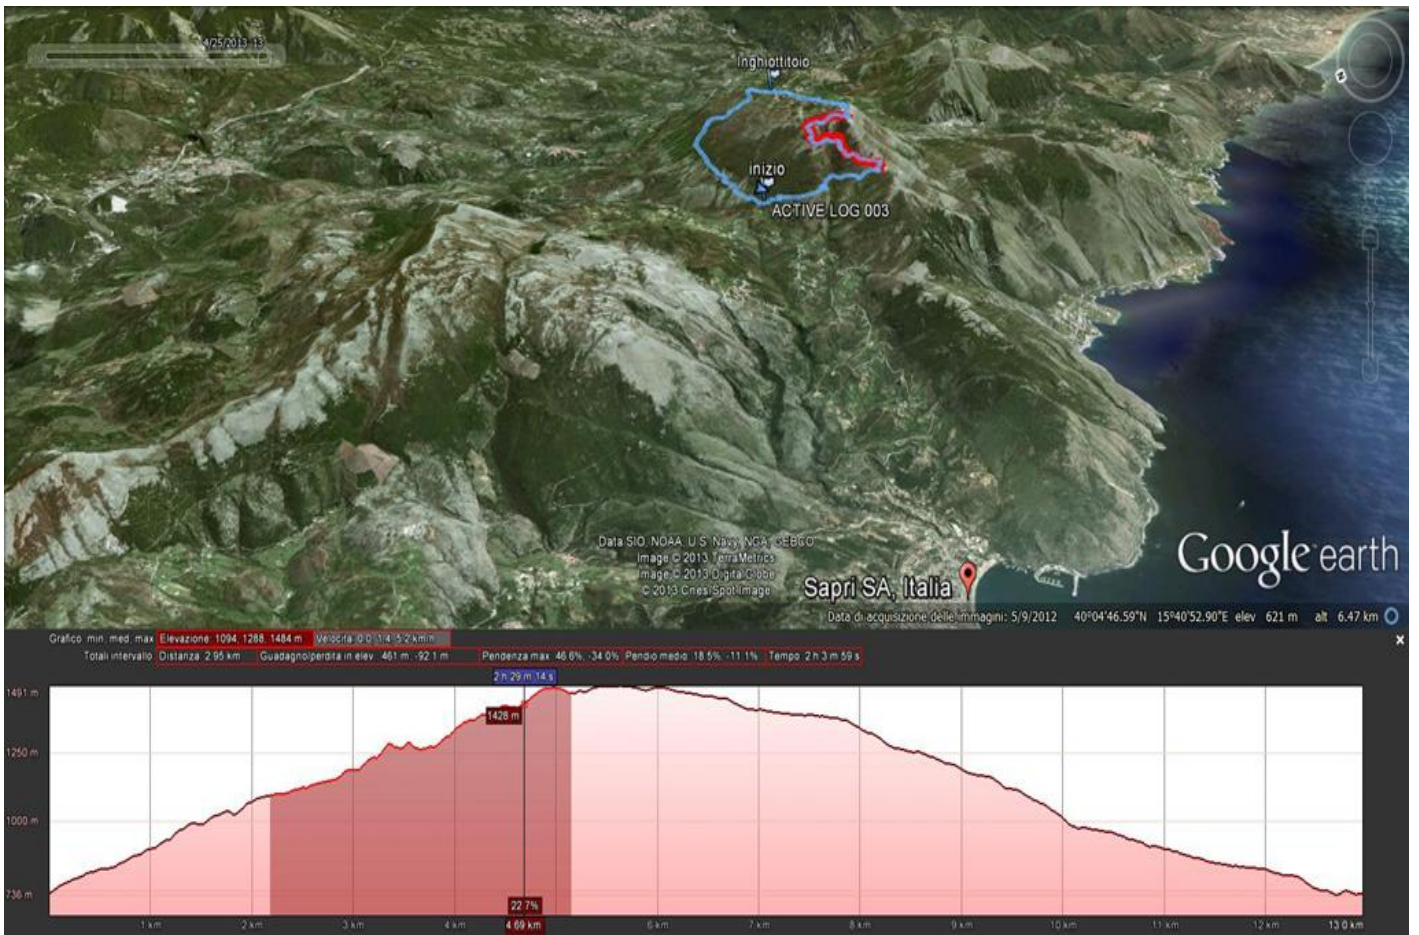 4/25/2013 13
Inghiottitoio
N
inizio
ACTIVE LOG 003
Data SIO, NOAA, U.S. Navy, NGA, GEBCO
Image © 2013 TerraMetrics
Image © 2013 DigitalGlobe
© 2013 Cnes/Spot Image
Google earth
Sapri SA, Italia
Data di acquisizione delle immagini: 5/9/2012 40°04'46.59"N 15°40'52.90"E elev 621 m alt 6.47 km
Grafico min, med, max Elevazione: 1094, 1288, 1484 m Velocità: 0.0, 1.4, 5.2 km/h
Totali intervallo Distanza: 2.95 km Guadagno/perdita in elev: 461 m, -92.1 m Pendenza max: 46.6%, -34.0% Pendio medio: 18.5%, -11.1% Tempo: 2 h 3 m 59 s
2 h 29 m 14 s
1491 m
1428 m
1250 m
1000 m
736 m
22.7%
1 km 2 km 3 km 4 km 4.69 km 6 km 7 km 8 km 9 km 10 km 11 km 12 km 13.0 km